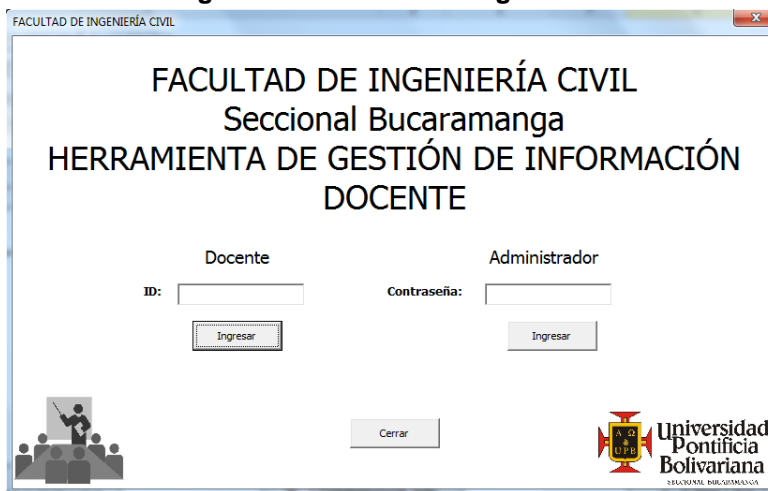 FACULTAD DE INGENIERÍA CIVIL
FACULTAD DE INGENIERÍA CIVIL
Seccional Bucaramanga
HERRAMIENTA DE GESTIÓN DE INFORMACIÓN
DOCENTE
Docente Administrador
ID: Contraseña:
Ingresar Ingresar
Cerrar
Α Ω
UPB
Universidad
Pontificia
Bolivariana
SECCIONAL BUCARAMANGA